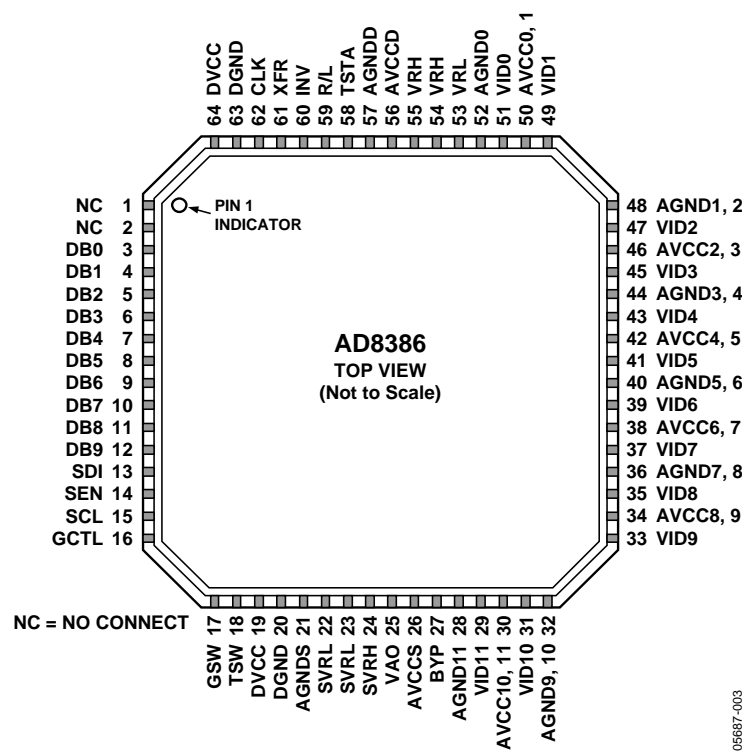 64 DVCC
63 DGND
62 CLK
61 XFR
60 INV
59 R/L
58 TSTA
57 AGNDD
56 AVCCD
55 VRH
54 VRH
53 VRL
52 AGND0
51 VID0
50 AVCC0, 1
49 VID1
NC 1
NC 2
DB0 3
DB1 4
DB2 5
DB3 6
DB4 7
DB5 8
DB6 9
DB7 10
DB8 11
DB9 12
SDI 13
SEN 14
SCL 15
GCTL 16
PIN 1
INDICATOR
AD8386
TOP VIEW
(Not to Scale)
48 AGND1, 2
47 VID2
46 AVCC2, 3
45 VID3
44 AGND3, 4
43 VID4
42 AVCC4, 5
41 VID5
40 AGND5, 6
39 VID6
38 AVCC6, 7
37 VID7
36 AGND7, 8
35 VID8
34 AVCC8, 9
33 VID9
NC = NO CONNECT
GSW 17
TSW 18
DVCC 19
DGND 20
AGNDS 21
SVRL 22
SVRL 23
SVRH 24
VAO 25
AVCCS 26
BYP 27
AGND11 28
VID11 29
AVCC10, 11 30
VID10 31
AGND9, 10 32
05687-003